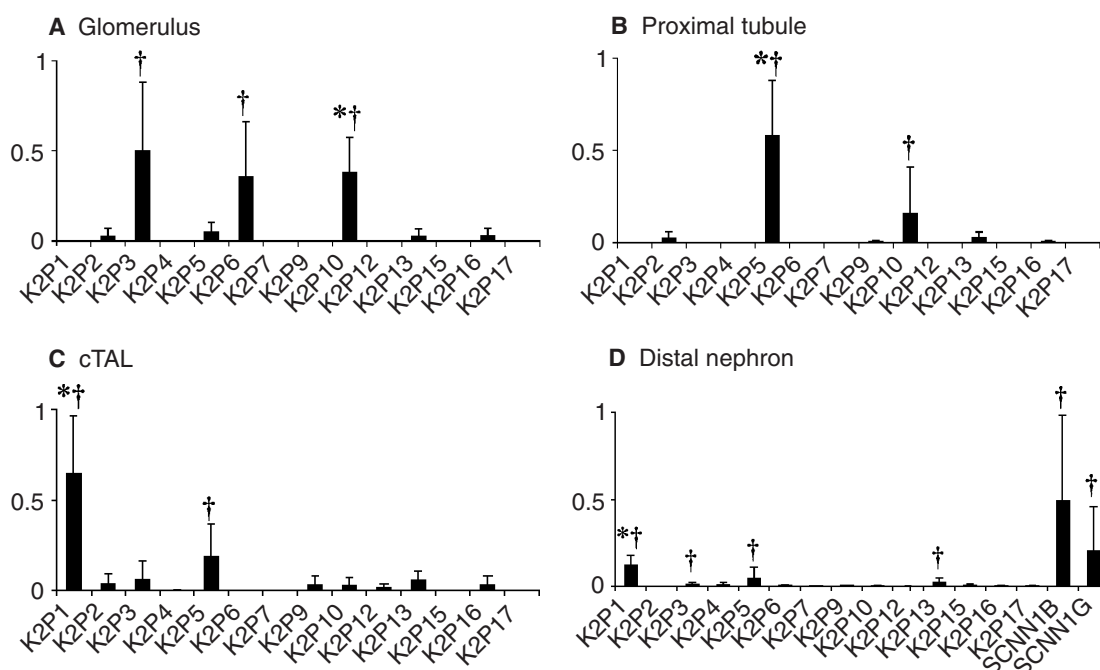 A Glomerulus
1
0.5
0
† † *†
K2P1 K2P2 K2P3 K2P4 K2P5 K2P6 K2P7 K2P9 K2P10 K2P12 K2P13 K2P15 K2P16 K2P17
B Proximal tubule
1
0.5
0
*† †
K2P1 K2P2 K2P3 K2P4 K2P5 K2P6 K2P7 K2P9 K2P10 K2P12 K2P13 K2P15 K2P16 K2P17
C cTAL
1
0.5
0
*† †
K2P1 K2P2 K2P3 K2P4 K2P5 K2P6 K2P7 K2P9 K2P10 K2P12 K2P13 K2P15 K2P16 K2P17
D Distal nephron
1
0.5
0
*† † † † † †
K2P1 K2P2 K2P3 K2P4 K2P5 K2P6 K2P7 K2P9 K2P10 K2P12 K2P13 K2P15 K2P16 K2P17 SCNN1B SCNN1G